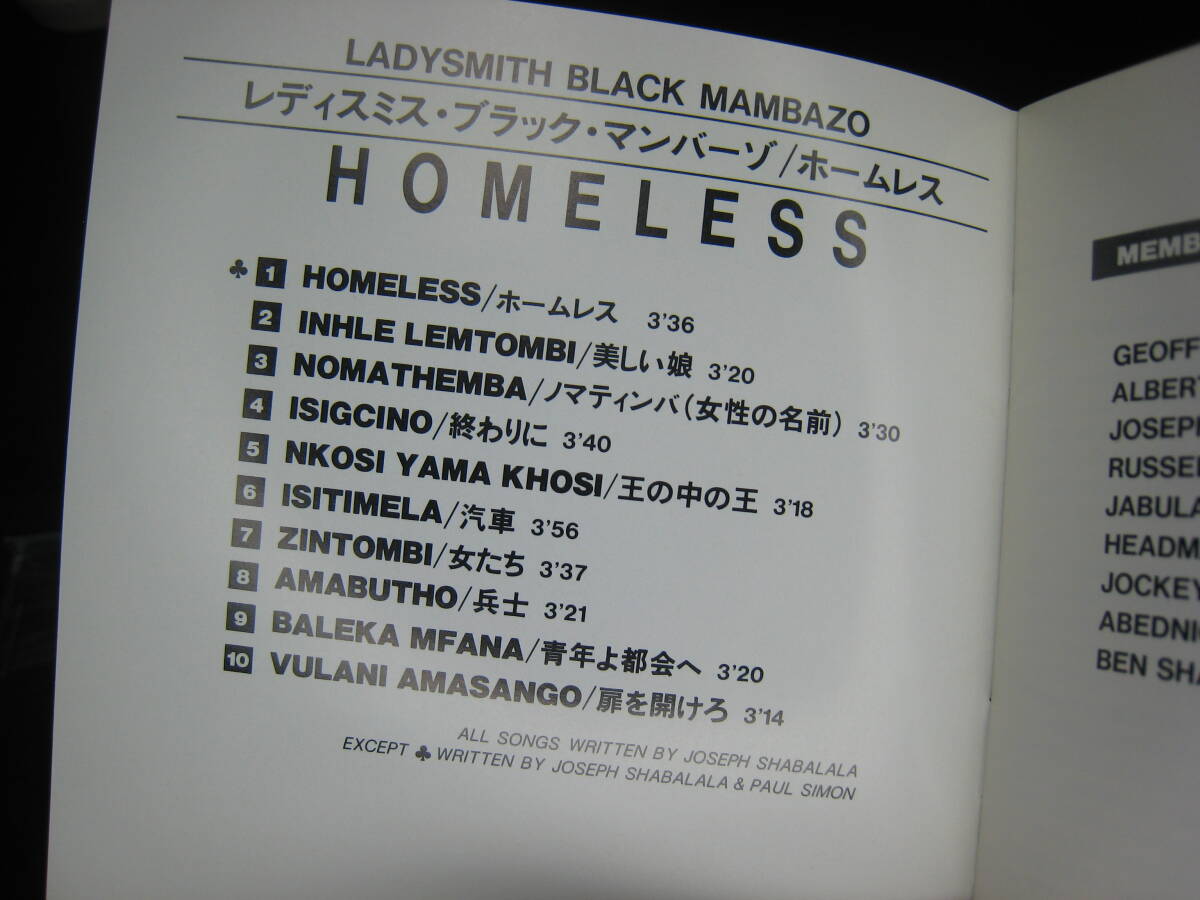 LADYSMITH BLACK MAMBAZO
レディスミス・ブラック・マンバーゾ/ホームレス
HOMELESS
♣ 1 HOMELESS/ホームレス 3'36
2 INHLE LEMTOMBI/美しい娘 3'20
3 NOMATHEMBA/ノマティンバ(女性の名前) 3'30
4 ISIGCINO/終わりに 3'40
5 NKOSI YAMA KHOSI/王の中の王 3'18
6 ISITIMELA/汽車 3'56
7 ZINTOMBI/女たち 3'37
8 AMABUTHO/兵士 3'21
9 BALEKA MFANA/青年よ都会へ 3'20
10 VULANI AMASANGO/扉を開けろ 3'14
ALL SONGS WRITTEN BY JOSEPH SHABALALA
EXCEPT ♣ WRITTEN BY JOSEPH SHABALALA & PAUL SIMON
MEMB
GEOFF
ALBERT
JOSEPH
RUSSEL
JABULA
HEADM
JOCKEY
ABEDNI
BEN SHA